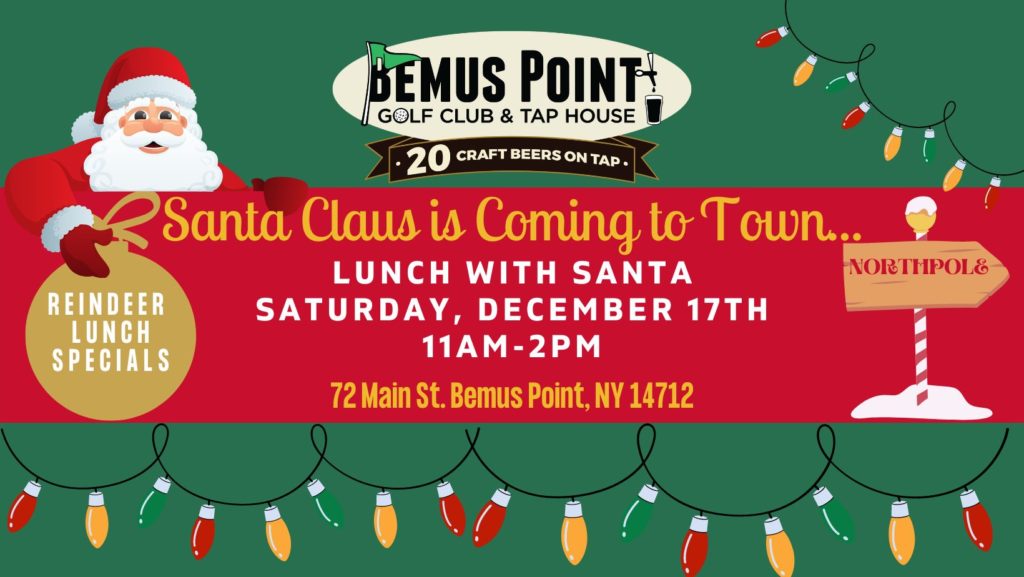 BEMUS POINT
GOLF CLUB & TAP HOUSE
· 20 CRAFT BEERS ON TAP ·
Santa Claus is Coming to Town...
LUNCH WITH SANTA
SATURDAY, DECEMBER 17TH
11AM-2PM
72 Main St. Bemus Point, NY 14712
REINDEER
LUNCH
SPECIALS
NORTHPOLE